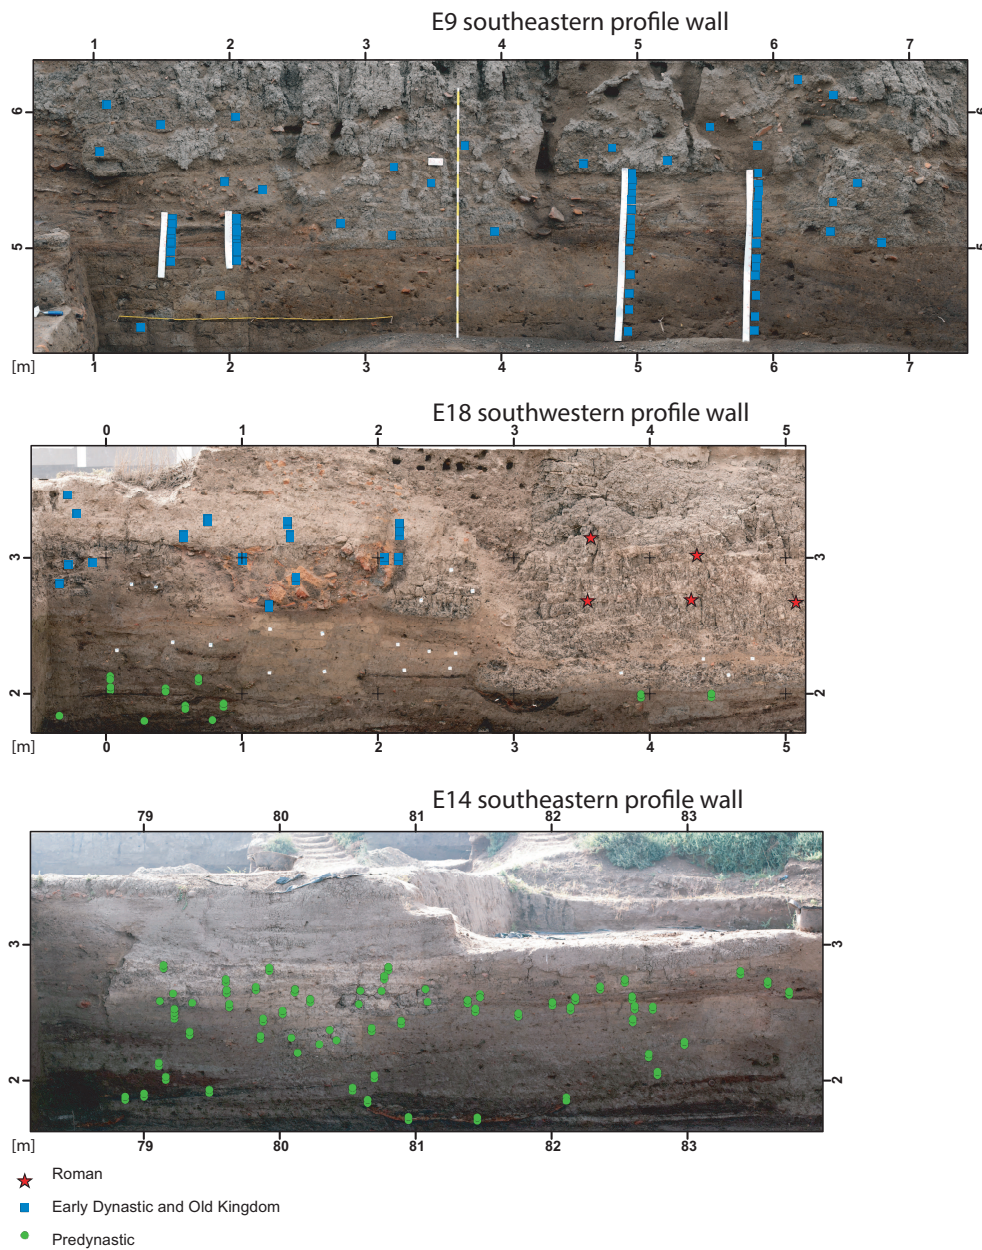 E9 southeastern profile wall
1 2 3 4 5 6 7
6 6
5 5
[m] 1 2 3 4 5 6 7
E18 southwestern profile wall
0 1 2 3 4 5
3 3
2 2
[m] 0 1 2 3 4 5
E14 southeastern profile wall
79 80 81 82 83
3 3
2 2
[m] 79 80 81 82 83
Roman
Early Dynastic and Old Kingdom
Predynastic